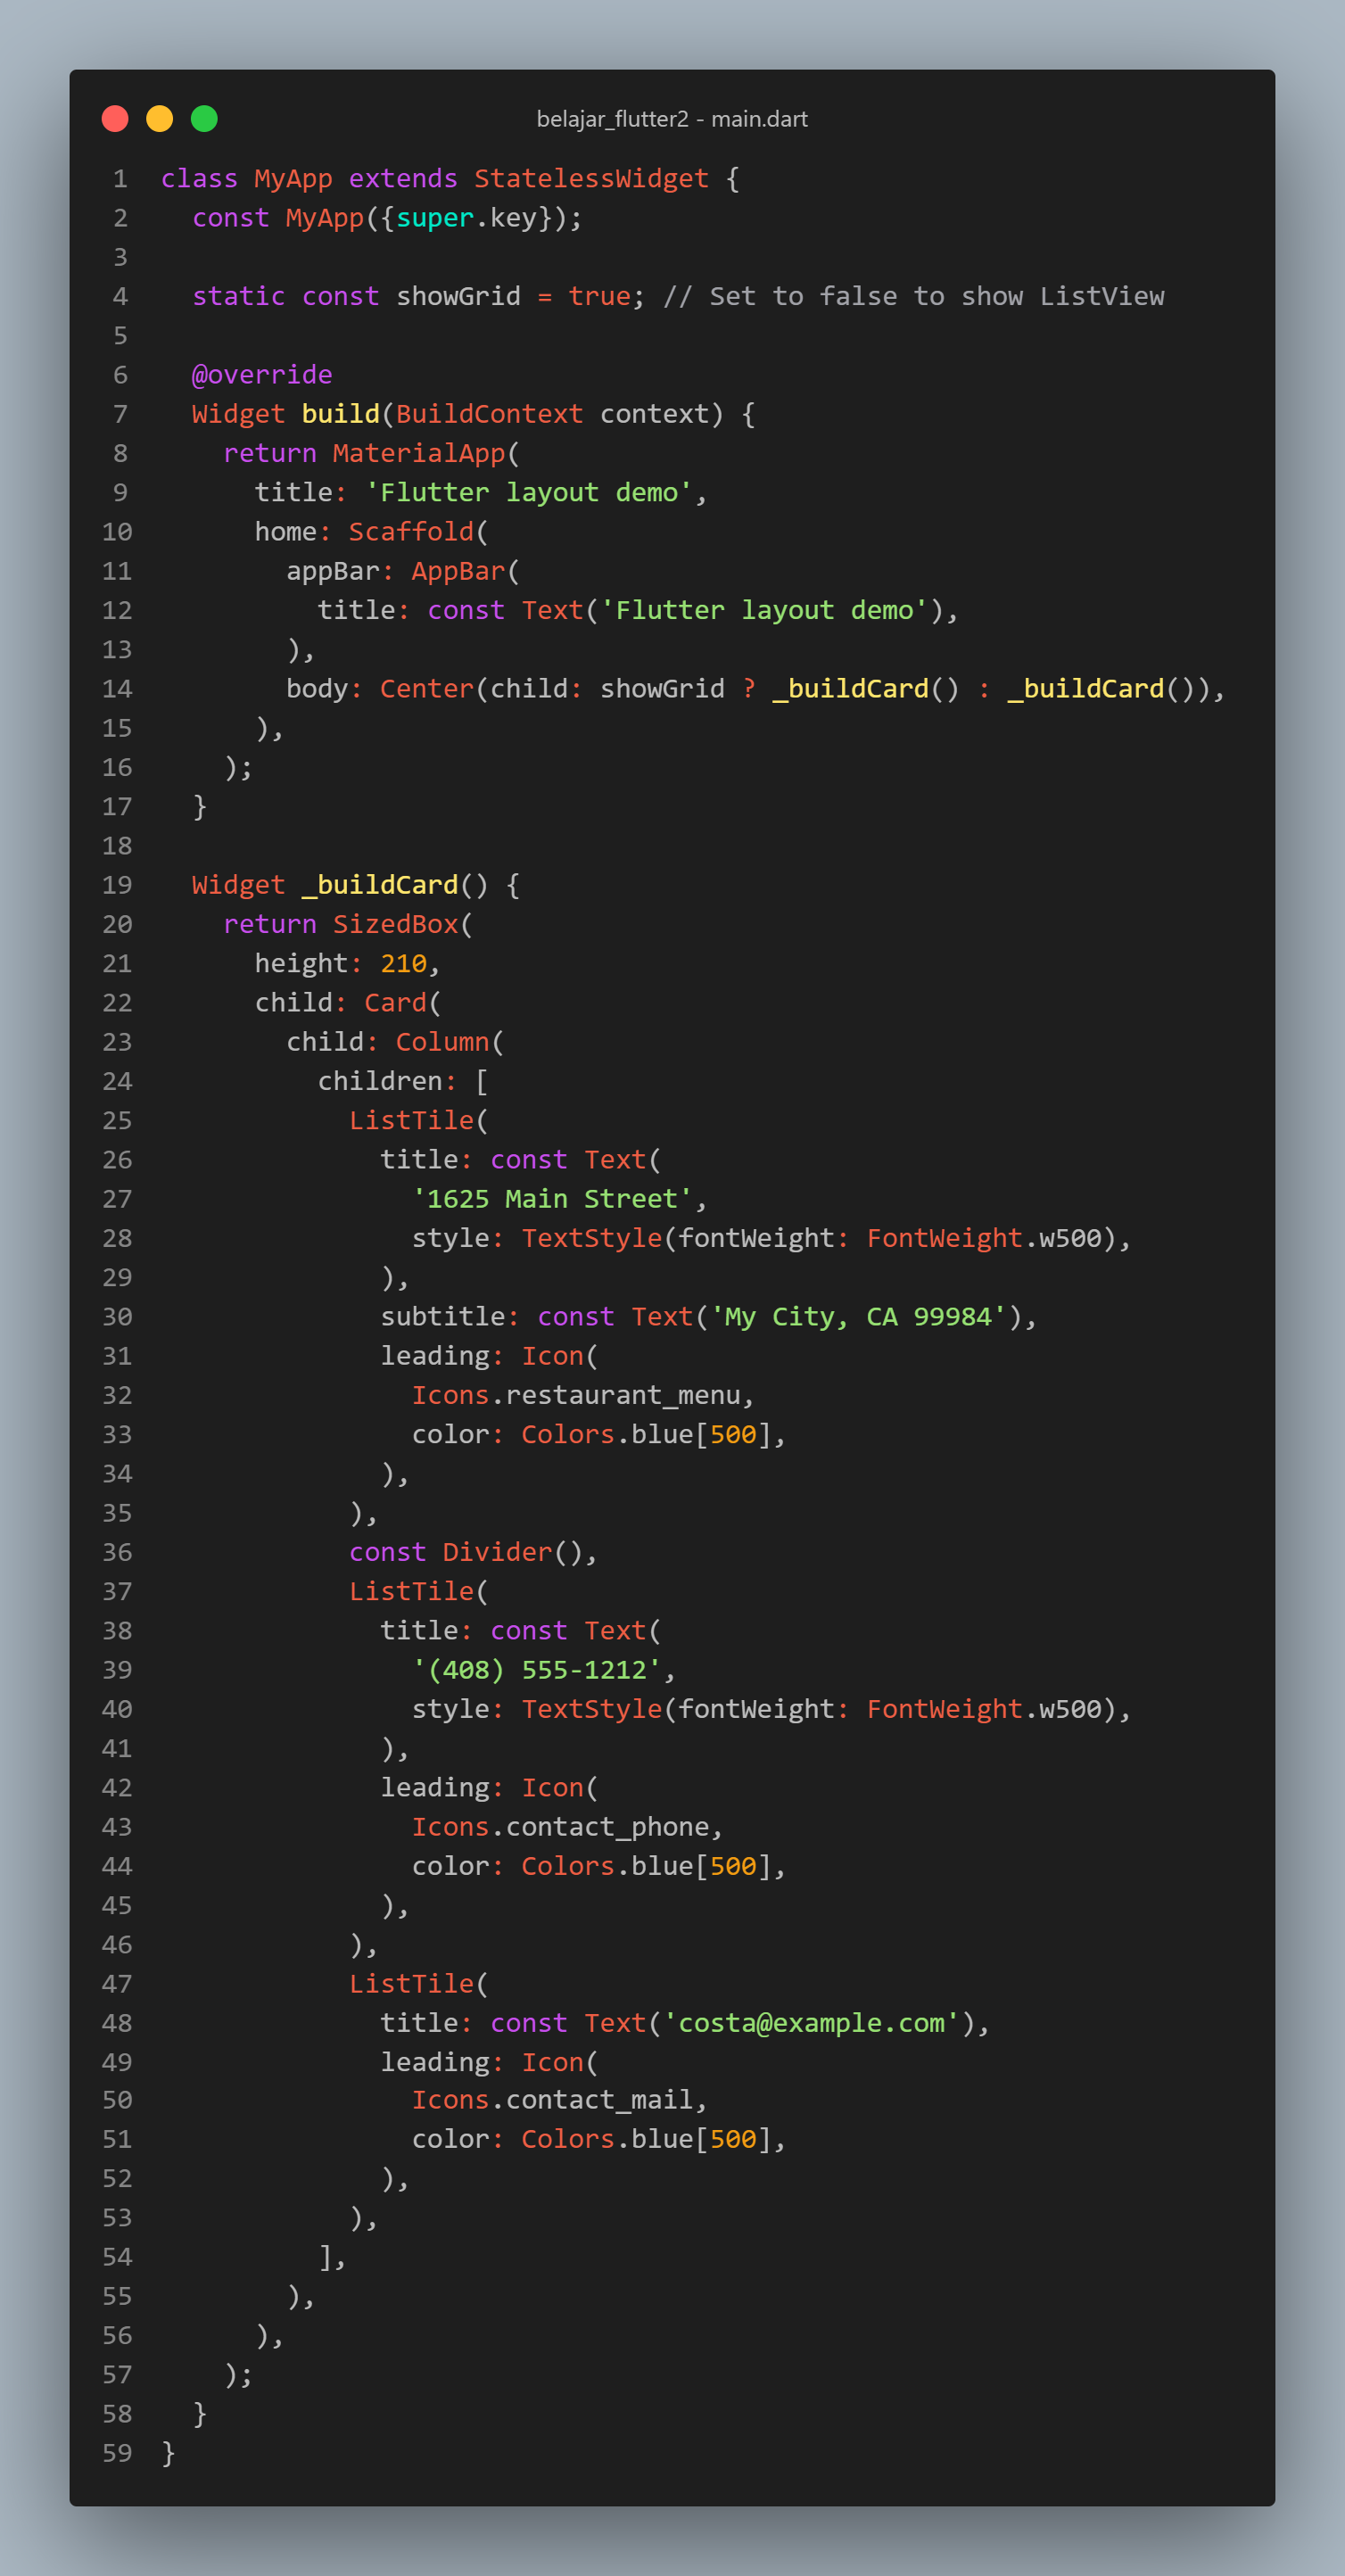 belajar_flutter2 - main.dart
1 class MyApp extends StatelessWidget {
2   const MyApp({super.key});
3
4   static const showGrid = true; // Set to false to show ListView
5
6   @override
7   Widget build(BuildContext context) {
8     return MaterialApp(
9       title: 'Flutter layout demo',
10       home: Scaffold(
11         appBar: AppBar(
12           title: const Text('Flutter layout demo'),
13         ),
14         body: Center(child: showGrid ? _buildCard() : _buildCard()),
15       ),
16     );
17   }
18
19   Widget _buildCard() {
20     return SizedBox(
21       height: 210,
22       child: Card(
23         child: Column(
24           children: [
25             ListTile(
26               title: const Text(
27                 '1625 Main Street',
28                 style: TextStyle(fontWeight: FontWeight.w500),
29               ),
30               subtitle: const Text('My City, CA 99984'),
31               leading: Icon(
32                 Icons.restaurant_menu,
33                 color: Colors.blue[500],
34               ),
35             ),
36             const Divider(),
37             ListTile(
38               title: const Text(
39                 '(408) 555-1212',
40                 style: TextStyle(fontWeight: FontWeight.w500),
41               ),
42               leading: Icon(
43                 Icons.contact_phone,
44                 color: Colors.blue[500],
45               ),
46             ),
47             ListTile(
48               title: const Text('costa@example.com'),
49               leading: Icon(
50                 Icons.contact_mail,
51                 color: Colors.blue[500],
52               ),
53             ),
54           ],
55         ),
56       ),
57     );
58   }
59 }